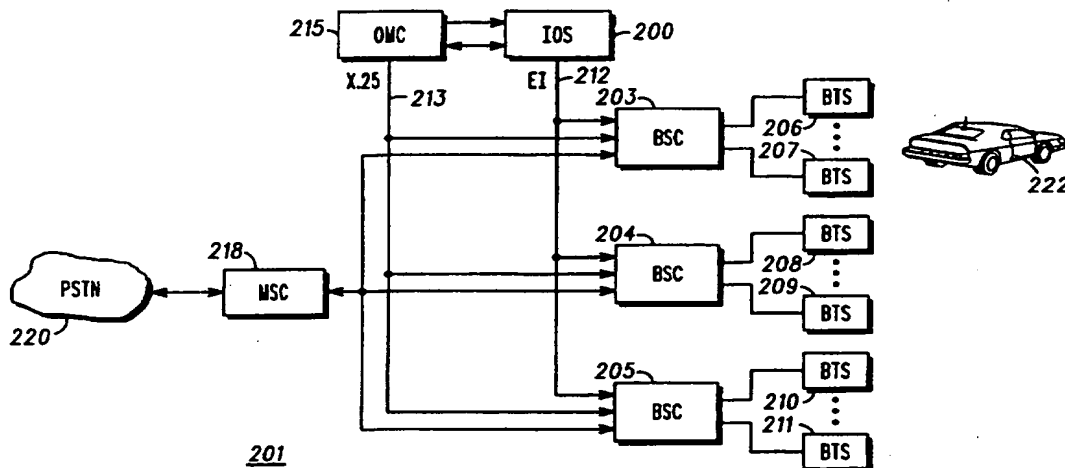 215 OMC IOS 200
X.25 213 EI 212
203 BSC BTS 206
207 BTS
222
204 BSC BTS 208
209 BTS
PSTN 220
218 MSC
205 BSC BTS 210
211 BTS
201